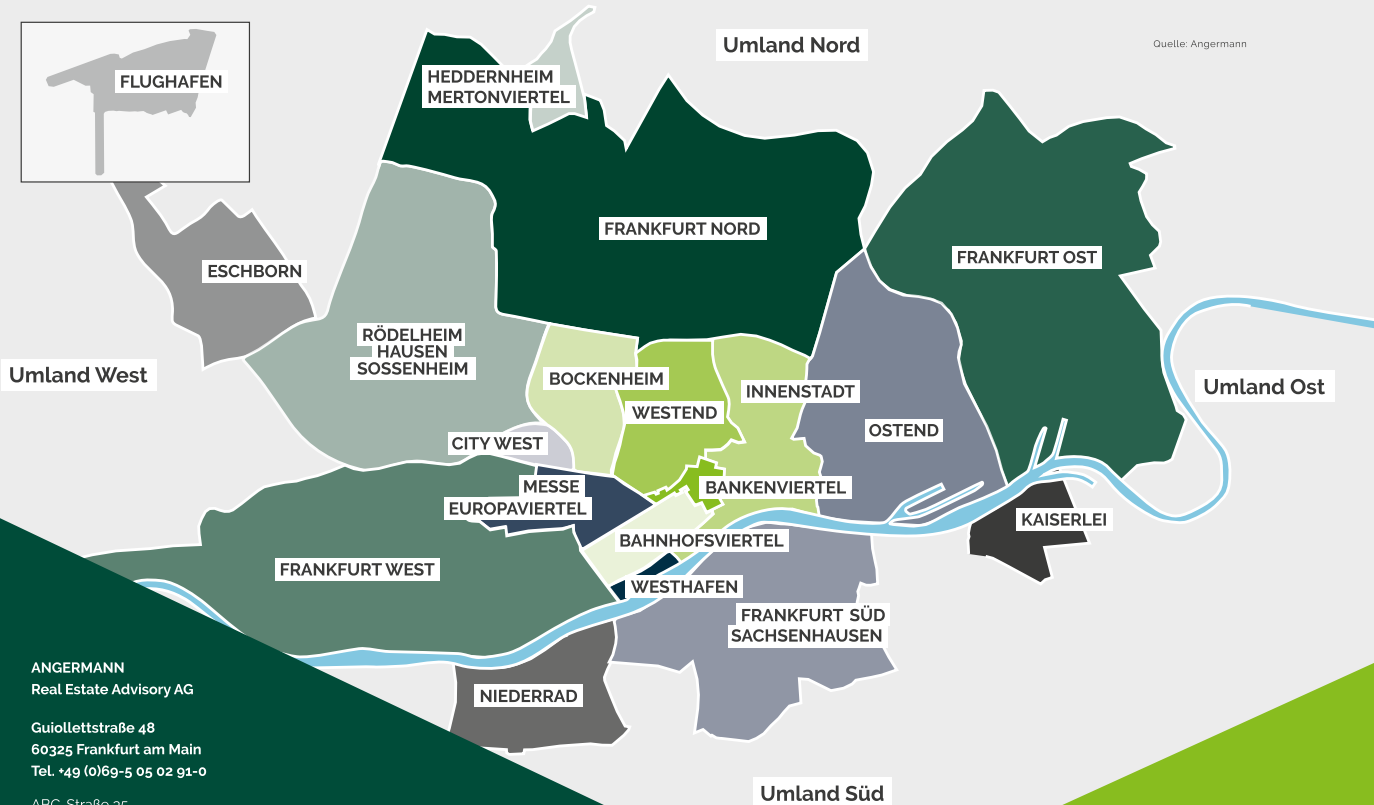 Umland Nord
Quelle: Angermann
FLUGHAFEN
HEDDERNHEIM
MERTONVIERTEL
FRANKFURT NORD
FRANKFURT OST
ESCHBORN
RÖDELHEIM
HAUSEN
SOSSENHEIM
Umland West
BOCKENHEIM
INNENSTADT
Umland Ost
WESTEND
OSTEND
CITY WEST
MESSE
EUROPAVIERTEL
BANKENVIERTEL
KAISERLEI
BAHNHOFSVIERTEL
FRANKFURT WEST
WESTHAFEN
FRANKFURT SÜD
SACHSENHAUSEN
NIEDERRAD
ANGERMANN
Real Estate Advisory AG
Guiollettstraße 48
60325 Frankfurt am Main
Tel. +49 (0)69-5 05 02 91-0
Umland Süd